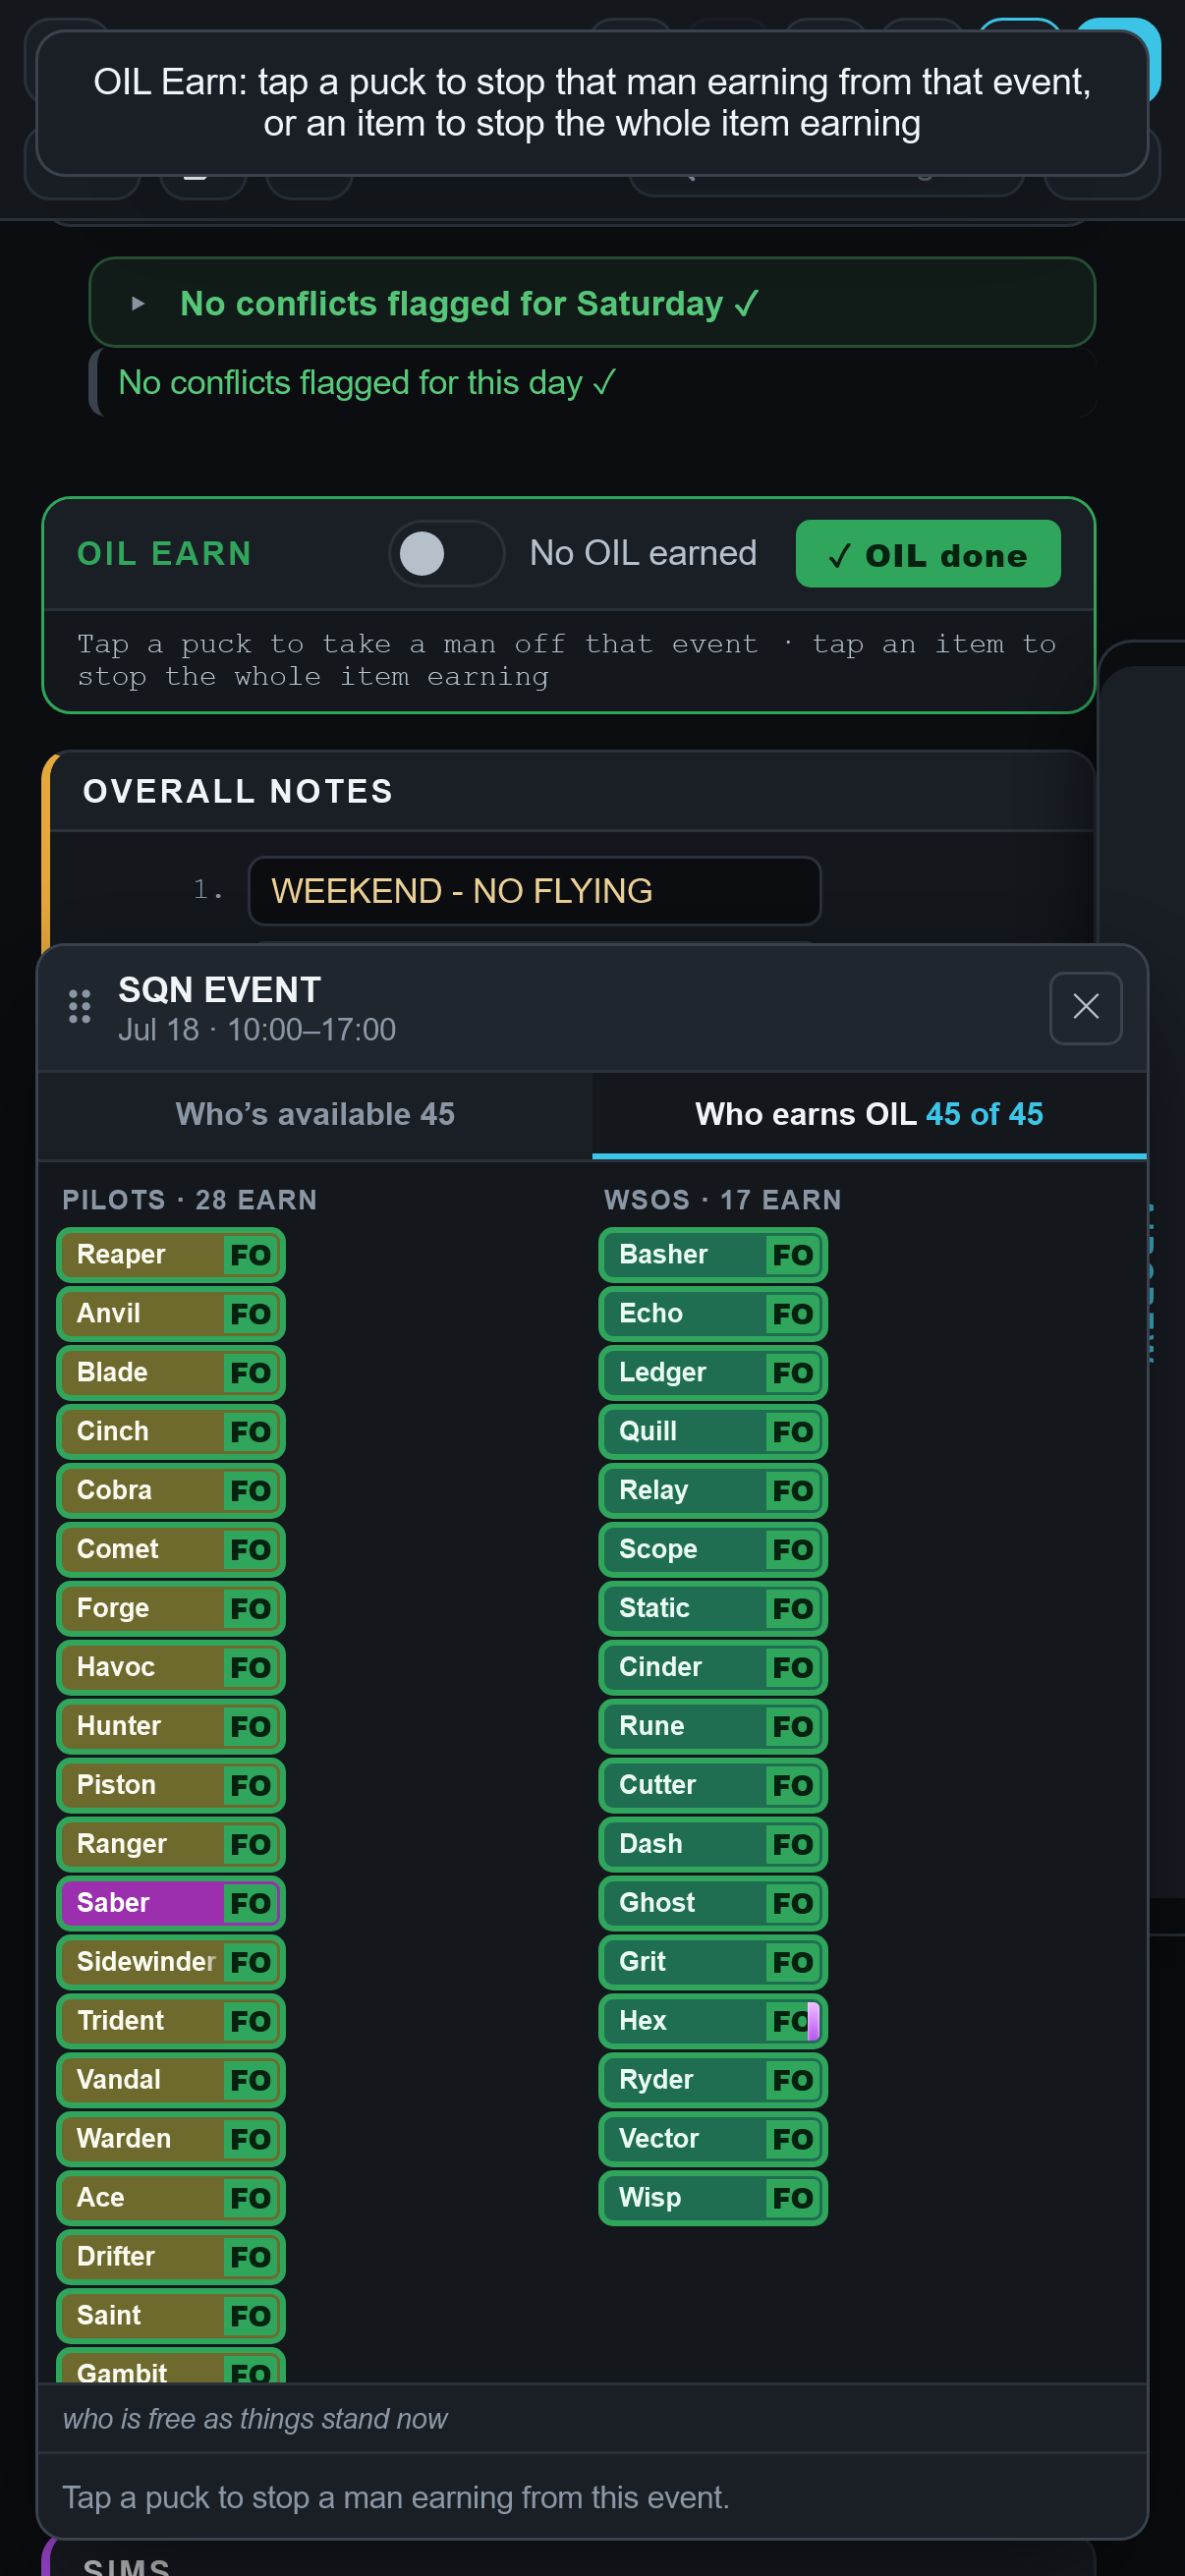 OIL Earn: tap a puck to stop that man earning from that event,
or an item to stop the whole item earning
No conflicts flagged for Saturday ✓
No conflicts flagged for this day ✓
OIL EARN
No OIL earned
✓ OIL done
Tap a puck to take a man off that event · tap an item to
stop the whole item earning
OVERALL NOTES
1.
WEEKEND - NO FLYING
SQN EVENT
Jul 18 · 10:00–17:00
Who's available 45
Who earns OIL 45 of 45
PILOTS · 28 EARN
Reaper FO
Anvil FO
Blade FO
Cinch FO
Cobra FO
Comet FO
Forge FO
Havoc FO
Hunter FO
Piston FO
Ranger FO
Saber FO
Sidewinder FO
Trident FO
Vandal FO
Warden FO
Ace FO
Drifter FO
Saint FO
Gambit FO
WSOS · 17 EARN
Basher FO
Echo FO
Ledger FO
Quill FO
Relay FO
Scope FO
Static FO
Cinder FO
Rune FO
Cutter FO
Dash FO
Ghost FO
Grit FO
Hex FO
Ryder FO
Vector FO
Wisp FO
who is free as things stand now
Tap a puck to stop a man earning from this event.
SIMS